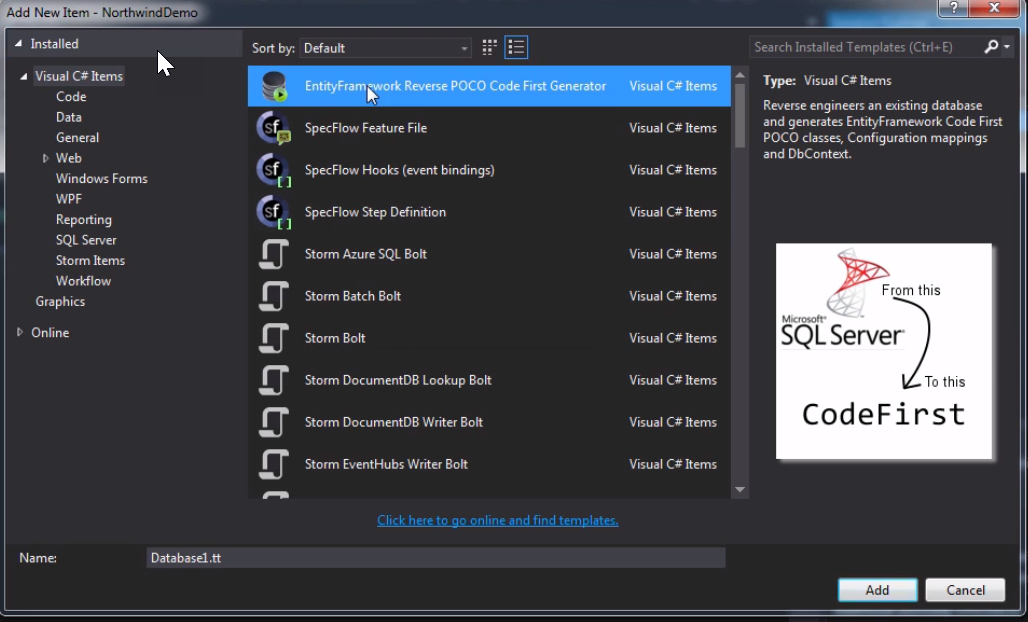 Add New Item - NorthwindDemo
?
X
Installed
Visual C# Items
Code
Data
General
Web
Windows Forms
WPF
Reporting
SQL Server
Storm Items
Workflow
Graphics
Online
Sort by: Default
EntityFramework Reverse POCO Code First Generator Visual C# Items
sf SpecFlow Feature File Visual C# Items
sf SpecFlow Hooks (event bindings) Visual C# Items
sf SpecFlow Step Definition Visual C# Items
Storm Azure SQL Bolt Visual C# Items
Storm Batch Bolt Visual C# Items
Storm Bolt Visual C# Items
Storm DocumentDB Lookup Bolt Visual C# Items
Storm DocumentDB Writer Bolt Visual C# Items
Storm EventHubs Writer Bolt Visual C# Items
Click here to go online and find templates.
Search Installed Templates (Ctrl+E)
Type: Visual C# Items
Reverse engineers an existing database
and generates EntityFramework Code First
POCO classes, Configuration mappings
and DbContext.
From this
Microsoft®
SQL Server®
To this
CodeFirst
Name: Database1.tt
Add Cancel